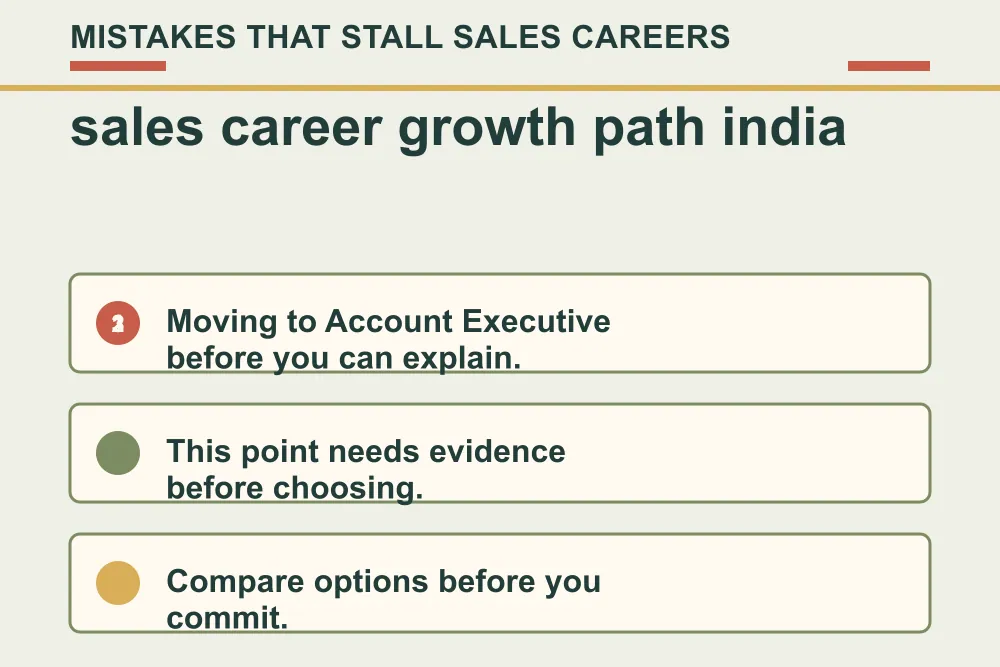 MISTAKES THAT STALL SALES CAREERS
sales career growth path india
Moving to Account Executive
before you can explain.
This point needs evidence
before choosing.
Compare options before you
commit.